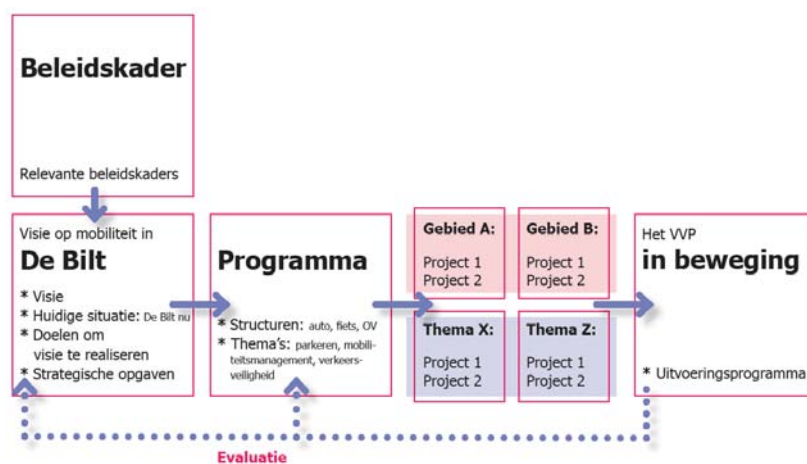 Beleidskader
Relevante beleidskaders
Visie op mobiliteit in
De Bilt
* Visie
* Huidige situatie: De Bilt nu
* Doelen om
visie te realiseren
* Strategische opgaven
Programma
* Structuren: auto, fiets, OV
* Thema's: parkeren, mobili-
teitsmanagement, verkeers-
veiligheid
Gebied A:
Project 1
Project 2
Gebied B:
Project 1
Project 2
Thema X:
Project 1
Project 2
Thema Z:
Project 1
Project 2
Het VVP
in beweging
* Uitvoeringsprogramma
Evaluatie